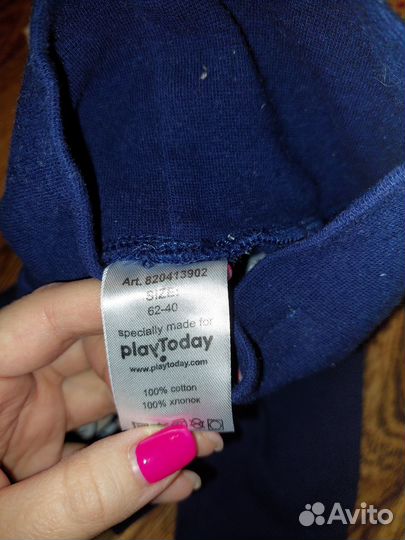 Art. 820413902
SIZE:
62-40
specially made for
playToday
www.playtoday.com
100% cotton
100% хлопок
Avito